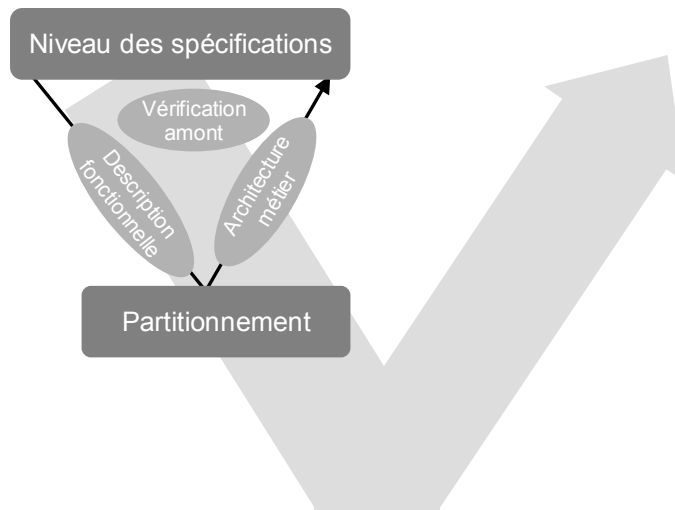 Niveau des spécifications
Vérification
amont
Description
fonctionnelle
Architecture
métier
Partitionnement